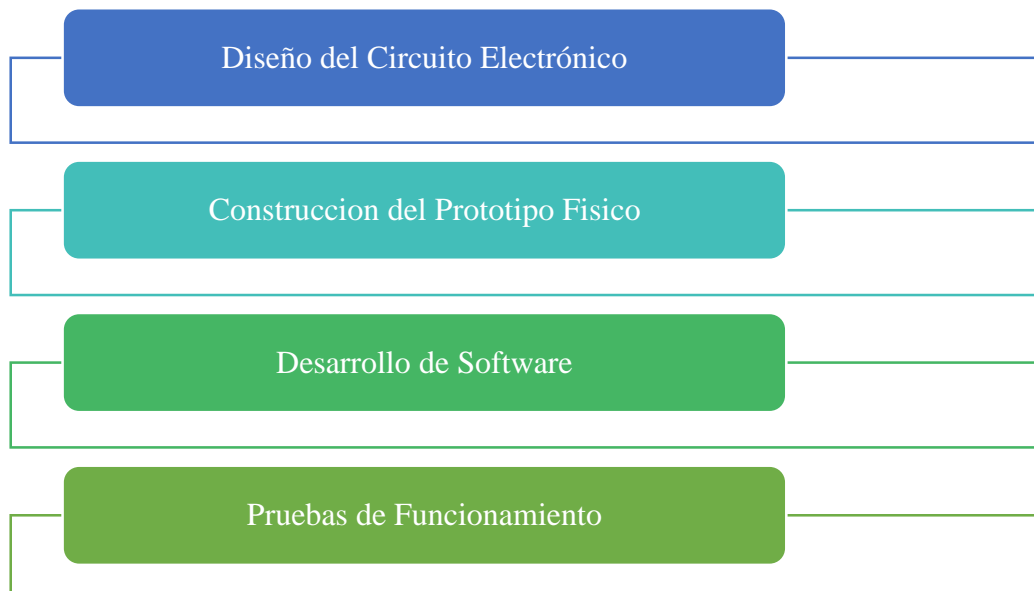 Diseño del Circuito Electrónico
Construccion del Prototipo Fisico
Desarrollo de Software
Pruebas de Funcionamiento